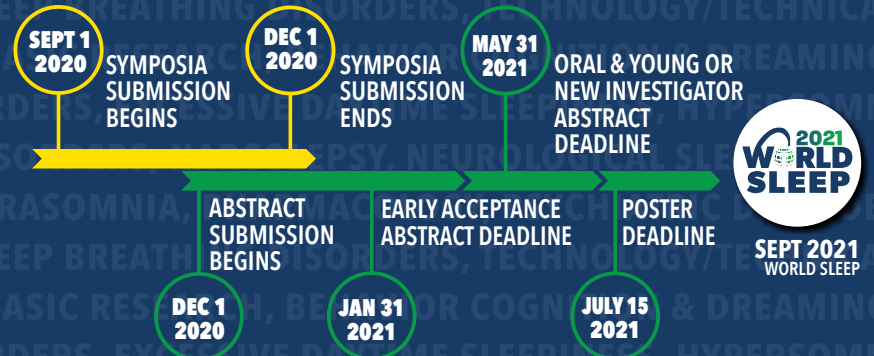 SEPT 1
2020
SYMPOSIA
SUBMISSION
BEGINS
DEC 1
2020
SYMPOSIA
SUBMISSION
ENDS
MAY 31
2021
ORAL & YOUNG OR
NEW INVESTIGATOR
ABSTRACT
DEADLINE
2021
WORLD
SLEEP
SEPT 2021
WORLD SLEEP
ABSTRACT
SUBMISSION
BEGINS
DEC 1
2020
EARLY ACCEPTANCE
ABSTRACT DEADLINE
JAN 31
2021
POSTER
DEADLINE
JULY 15
2021